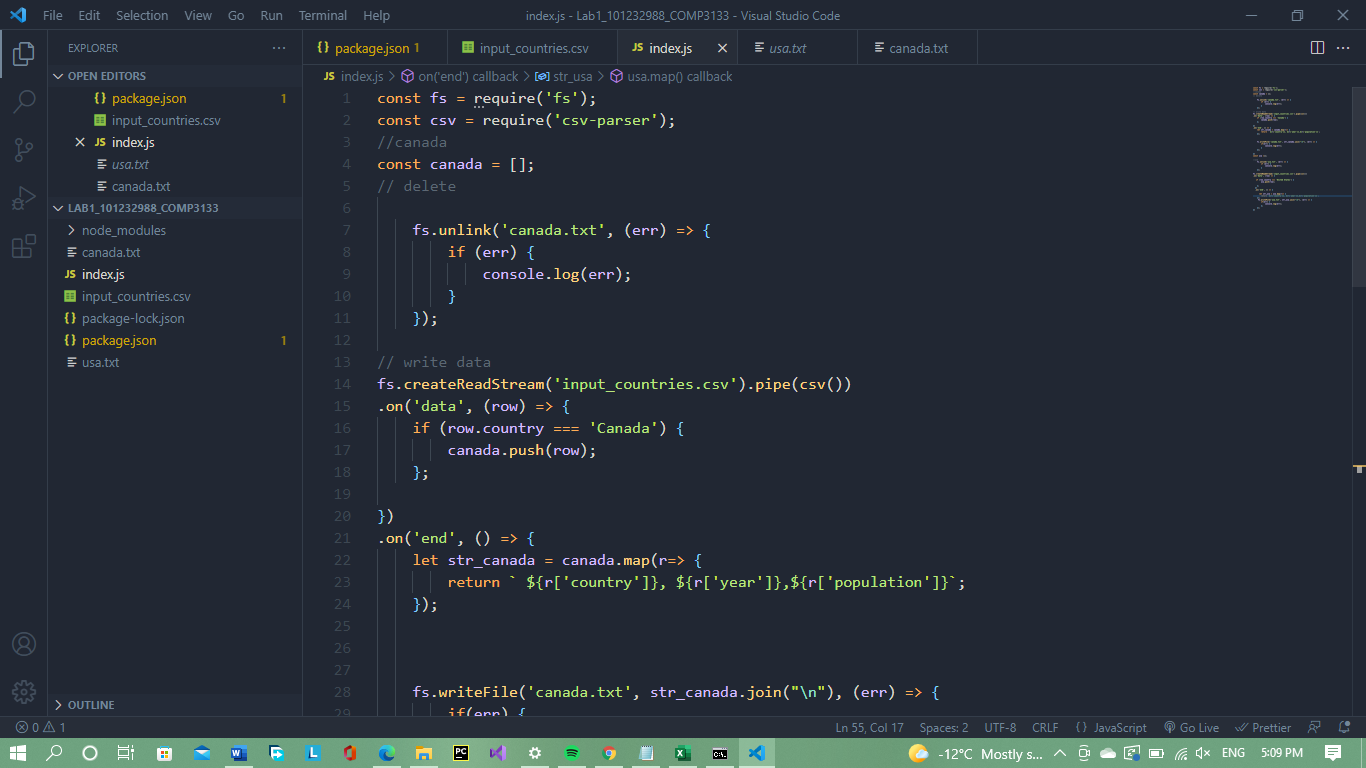 File Edit Selection View Go Run Terminal Help index.js - Lab1_101232988_COMP3133 - Visual Studio Code
EXPLORER ···
OPEN EDITORS
{} package.json 1
input_countries.csv
JS index.js
usa.txt
canada.txt
LAB1_101232988_COMP3133
node_modules
canada.txt
JS index.js
input_countries.csv
{} package-lock.json
{} package.json 1
usa.txt
OUTLINE
{} package.json 1 input_countries.csv JS index.js usa.txt canada.txt
JS index.js > on('end') callback > str_usa > usa.map() callback
1 const fs = require('fs');
2 const csv = require('csv-parser');
3 //canada
4 const canada = [];
5 // delete
6
7 fs.unlink('canada.txt', (err) => {
8 if (err) {
9 console.log(err);
10 }
11 });
12
13 // write data
14 fs.createReadStream('input_countries.csv').pipe(csv())
15 .on('data', (row) => {
16 if (row.country === 'Canada') {
17 canada.push(row);
18 };
19
20 })
21 .on('end', () => {
22 let str_canada = canada.map(r=> {
23 return ` ${r['country']}, ${r['year']},${r['population']}`;
24 });
25
26
27
28 fs.writeFile('canada.txt', str_canada.join("\n"), (err) => {
29 if(err) {
0 1 Ln 55, Col 17 Spaces: 2 UTF-8 CRLF {} JavaScript Go Live Prettier
-12°C Mostly s... ENG 5:09 PM